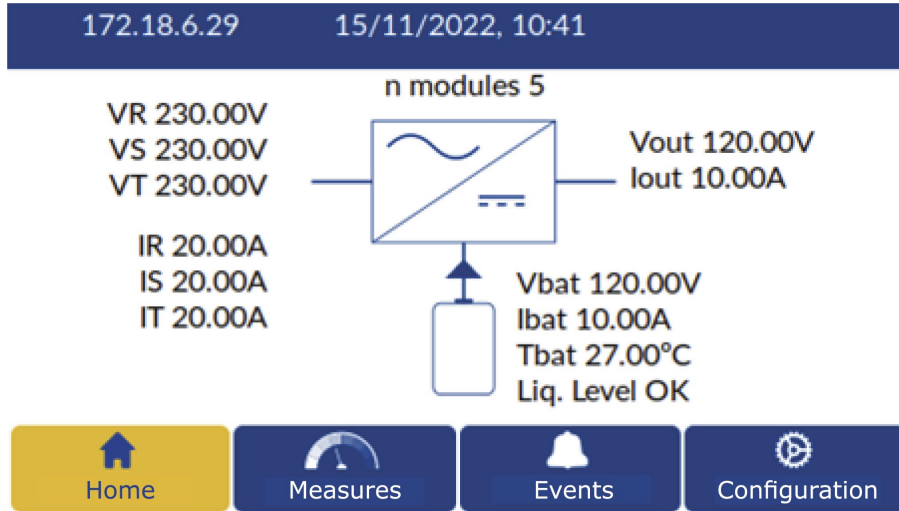 172.18.6.29 15/11/2022, 10:41
n modules 5
VR 230.00V
VS 230.00V
VT 230.00V
IR 20.00A
IS 20.00A
IT 20.00A
Vout 120.00V
Iout 10.00A
Vbat 120.00V
Ibat 10.00A
Tbat 27.00ºC
Liq. Level OK
Home Measures Events Configuration